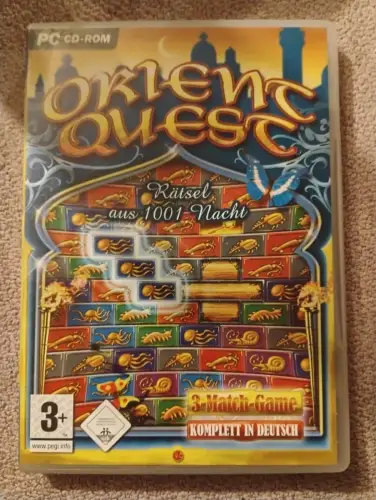 PC CD-ROM
ORIENT
QUEST
Rätsel
aus 1001 Nacht
3-Match-Game
KOMPLETT IN DEUTSCH
3+
www.pegi.info